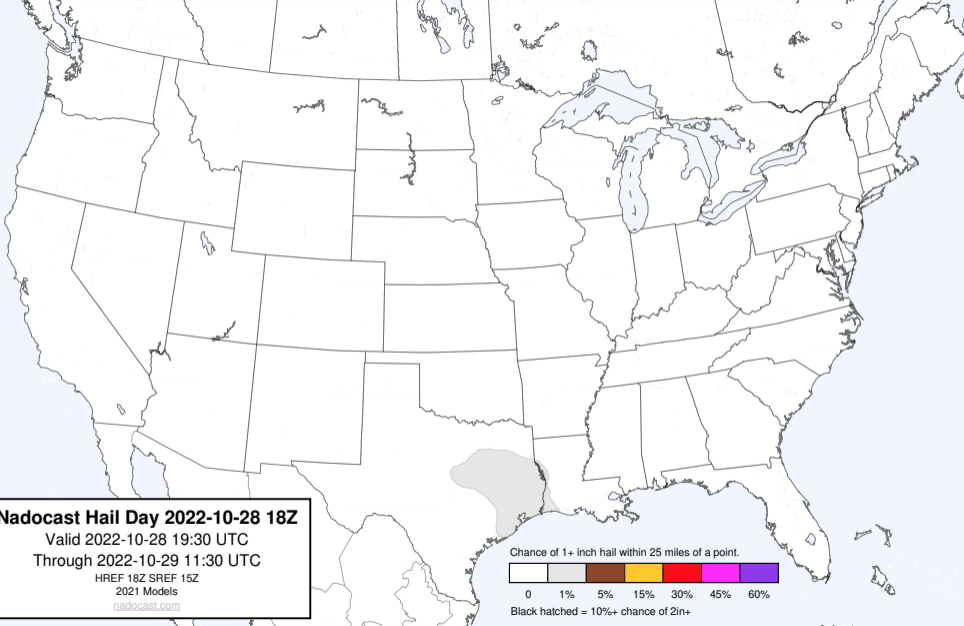 Nadocast Hail Day 2022-10-28 18Z
Valid 2022-10-28 19:30 UTC
Through 2022-10-29 11:30 UTC
HREF 18Z SREF 15Z
2021 Models
nadocast.com
Chance of 1+ inch hail within 25 miles of a point.
0 1% 5% 15% 30% 45% 60%
Black hatched = 10%+ chance of 2in+